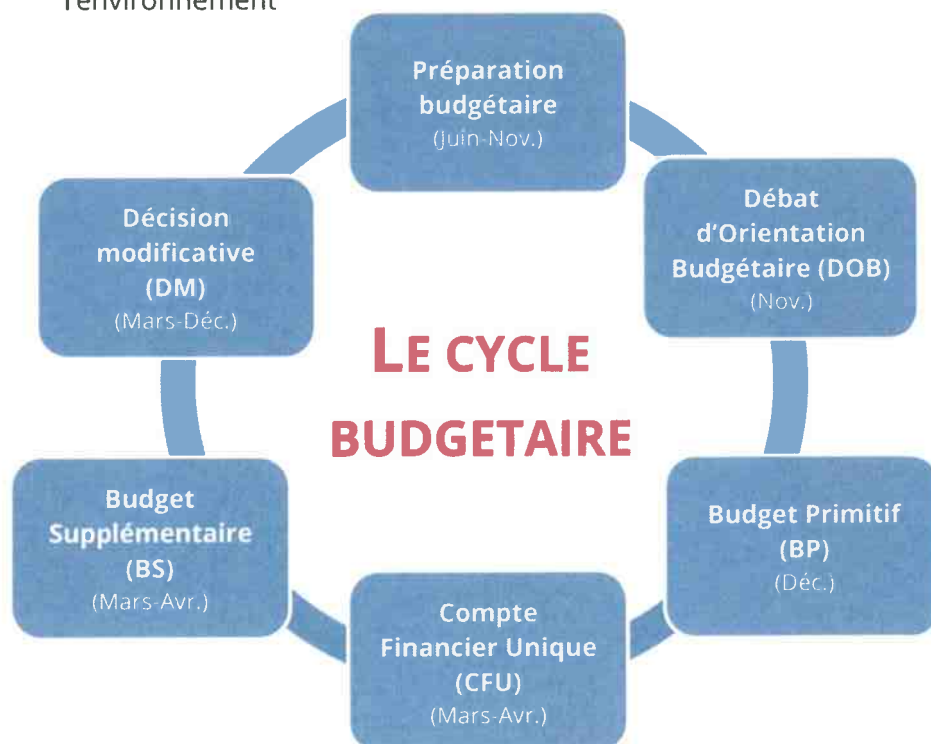 l'environnement
Préparation
budgétaire
(Juin-Nov.)
Débat
d'Orientation
Budgétaire (DOB)
(Nov.)
Décision
modificative
(DM)
(Mars-Déc.)
LE CYCLE
BUDGETAIRE
Budget Primitif
(BP)
(Déc.)
Budget
Supplémentaire
(BS)
(Mars-Avr.)
Compte
Financier Unique
(CFU)
(Mars-Avr.)